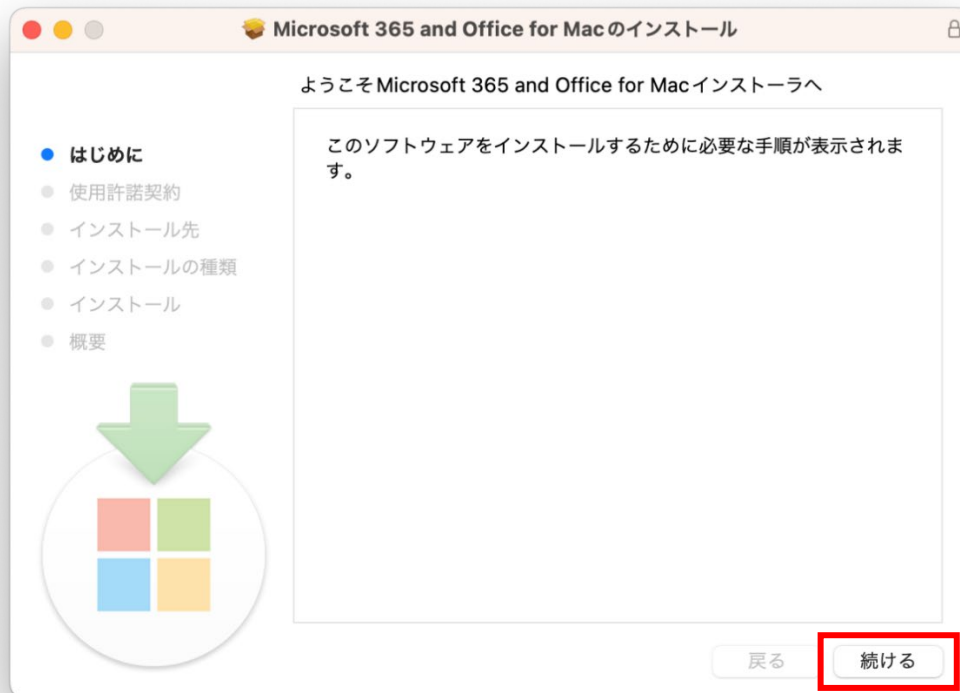 Microsoft 365 and Office for Macのインストール
ようこそMicrosoft 365 and Office for Macインストーラへ
はじめに
使用許諾契約
インストール先
インストールの種類
インストール
概要
このソフトウェアをインストールするために必要な手順が表示されま
す。
戻る
続ける